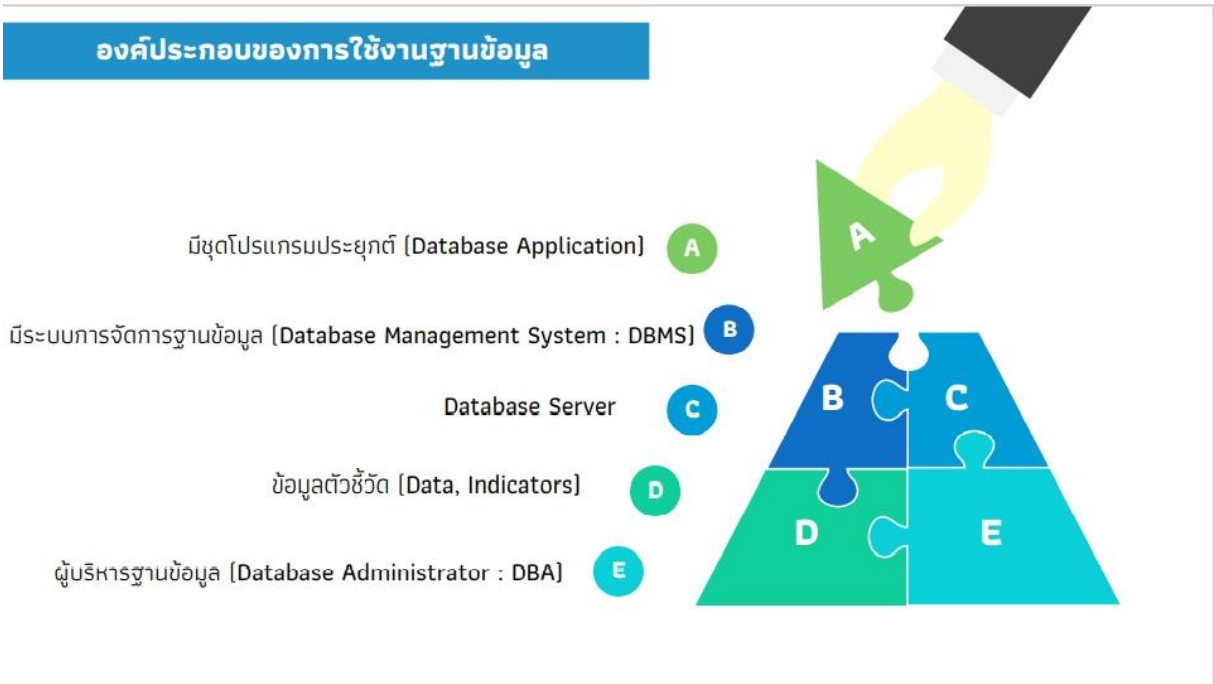 องค์ประกอบของการใช้งานฐานข้อมูล
มีชุดโปรแกรมประยุกต์ (Database Application) A
มีระบบการจัดการฐานข้อมูล (Database Management System : DBMS) B
Database Server C
ข้อมูลตัวชี้วัด (Data, Indicators) D
ผู้บริหารฐานข้อมูล (Database Administrator : DBA) E
A
B C
D E